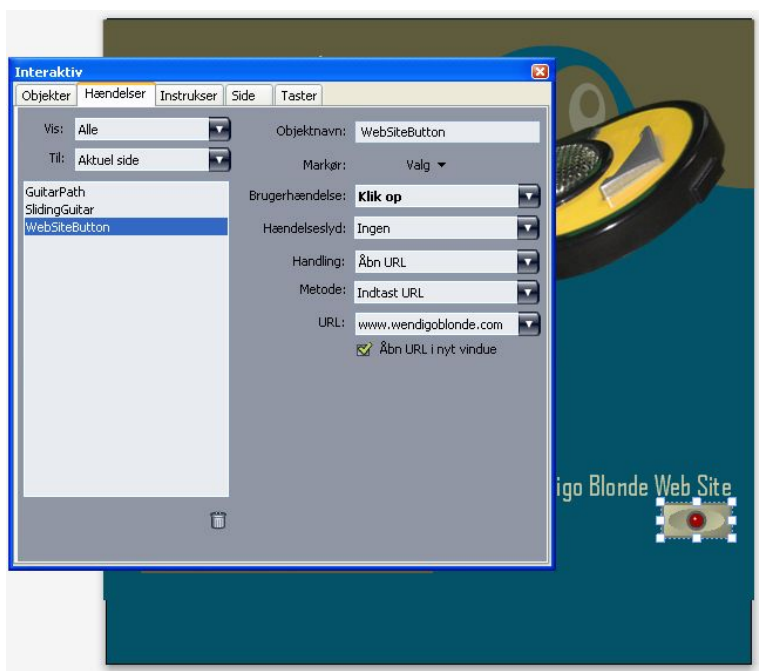 Interaktiv
Objekter Hændelser Instrukser Side Taster
Vis: Alle
Til: Aktuel side
GuitarPath
SlidingGuitar
WebSiteButton
Objektnavn: WebSiteButton
Markør: Valg
Brugerhændelse: Klik op
Hændelseslyd: Ingen
Handling: Åbn URL
Metode: Indtast URL
URL: www.wendigoblonde.com
Åbn URL i nyt vindue
igo Blonde Web Site